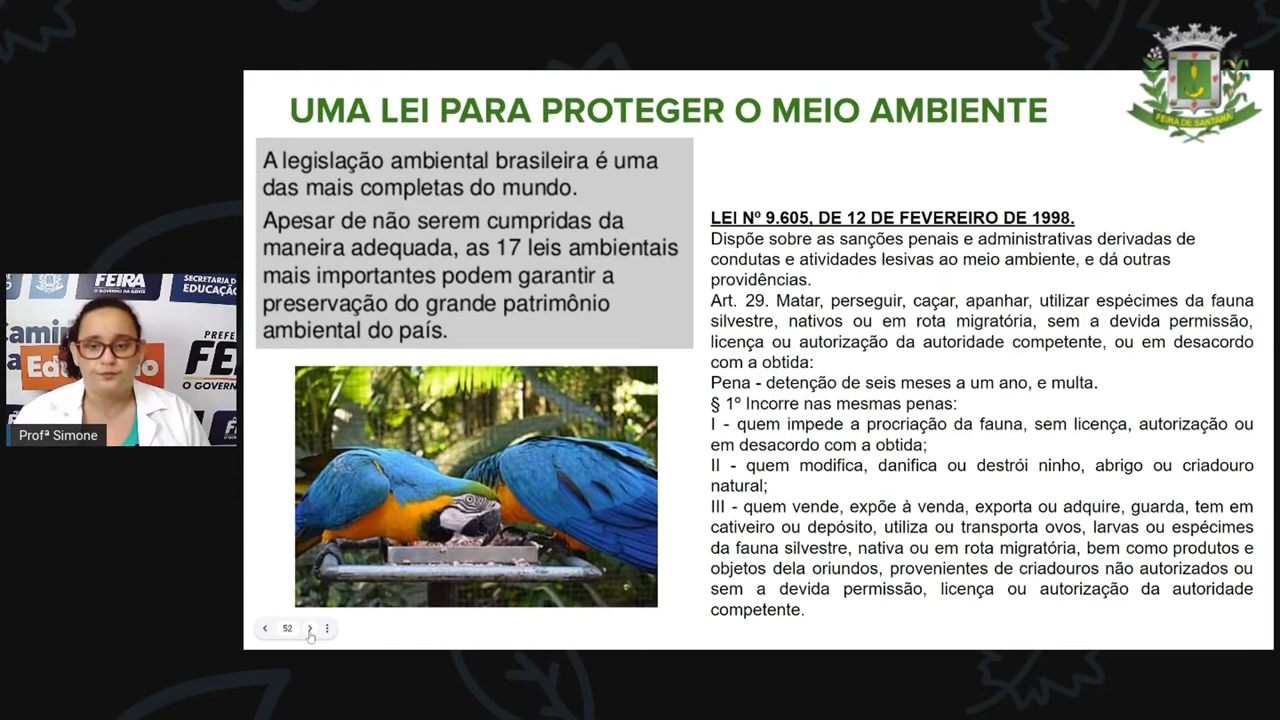 UMA LEI PARA PROTEGER O MEIO AMBIENTE
FEIRA DE SANTANA
A legislação ambiental brasileira é uma
das mais completas do mundo.
Apesar de não serem cumpridas da
maneira adequada, as 17 leis ambientais
mais importantes podem garantir a
preservação do grande patrimônio
ambiental do país.
LEI Nº 9.605, DE 12 DE FEVEREIRO DE 1998.
Dispõe sobre as sanções penais e administrativas derivadas de
condutas e atividades lesivas ao meio ambiente, e dá outras
providências.
Art. 29. Matar, perseguir, caçar, apanhar, utilizar espécimes da fauna
silvestre, nativos ou em rota migratória, sem a devida permissão,
licença ou autorização da autoridade competente, ou em desacordo
com a obtida:
Pena - detenção de seis meses a um ano, e multa.
§ 1º Incorre nas mesmas penas:
I - quem impede a procriação da fauna, sem licença, autorização ou
em desacordo com a obtida;
II - quem modifica, danifica ou destrói ninho, abrigo ou criadouro
natural;
III - quem vende, expõe à venda, exporta ou adquire, guarda, tem em
cativeiro ou depósito, utiliza ou transporta ovos, larvas ou espécimes
da fauna silvestre, nativa ou em rota migratória, bem como produtos e
objetos dela oriundos, provenientes de criadouros não autorizados ou
sem a devida permissão, licença ou autorização da autoridade
competente.
FEIRA
SECRETARIA
EDUCAÇÃO
PREFE
FE
O GOVERNO
Profª Simone
52